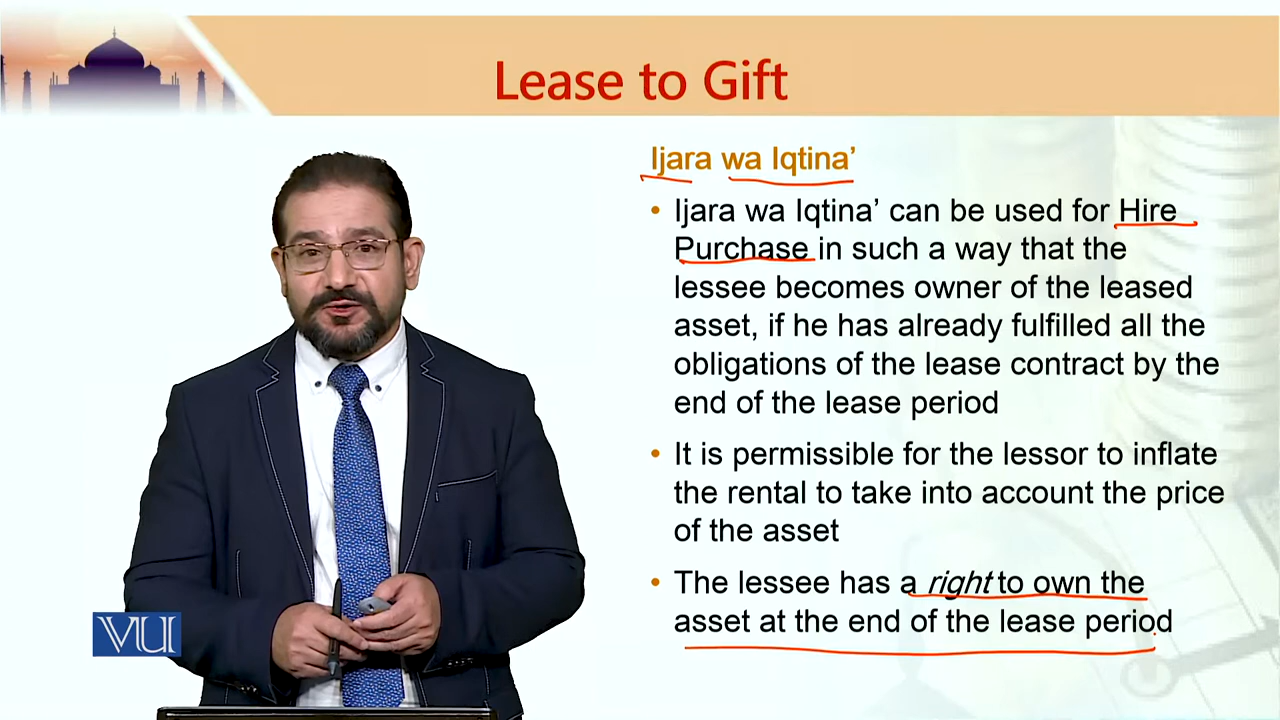 Lease to Gift
Ijara wa Iqtina’
• Ijara wa Iqtina’ can be used for Hire
Purchase in such a way that the
lessee becomes owner of the leased
asset, if he has already fulfilled all the
obligations of the lease contract by the
end of the lease period
• It is permissible for the lessor to inflate
the rental to take into account the price
of the asset
• The lessee has a right to own the
asset at the end of the lease period
VU